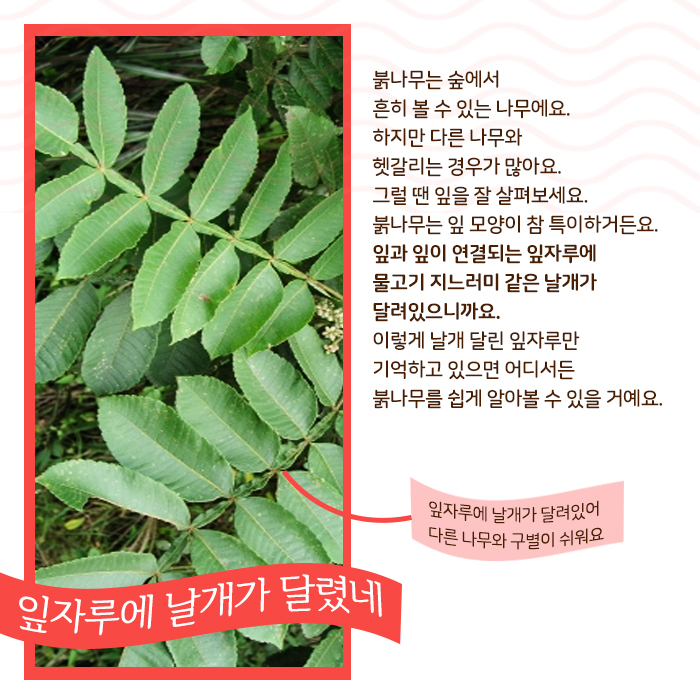 붉나무는 숲에서
흔히 볼 수 있는 나무예요.
하지만 다른 나무와
헷갈리는 경우가 많아요.
그럴 땐 잎을 잘 살펴보세요.
붉나무는 잎 모양이 참 특이하거든요.
잎과 잎이 연결되는 잎자루에
물고기 지느러미 같은 날개가
달려있으니까요.
이렇게 날개 달린 잎자루만
기억하고 있으면 어디서든
붉나무를 쉽게 알아볼 수 있을 거예요.
잎자루에 날개가 달려있어
다른 나무와 구별이 쉬워요
잎자루에 날개가 달렸네